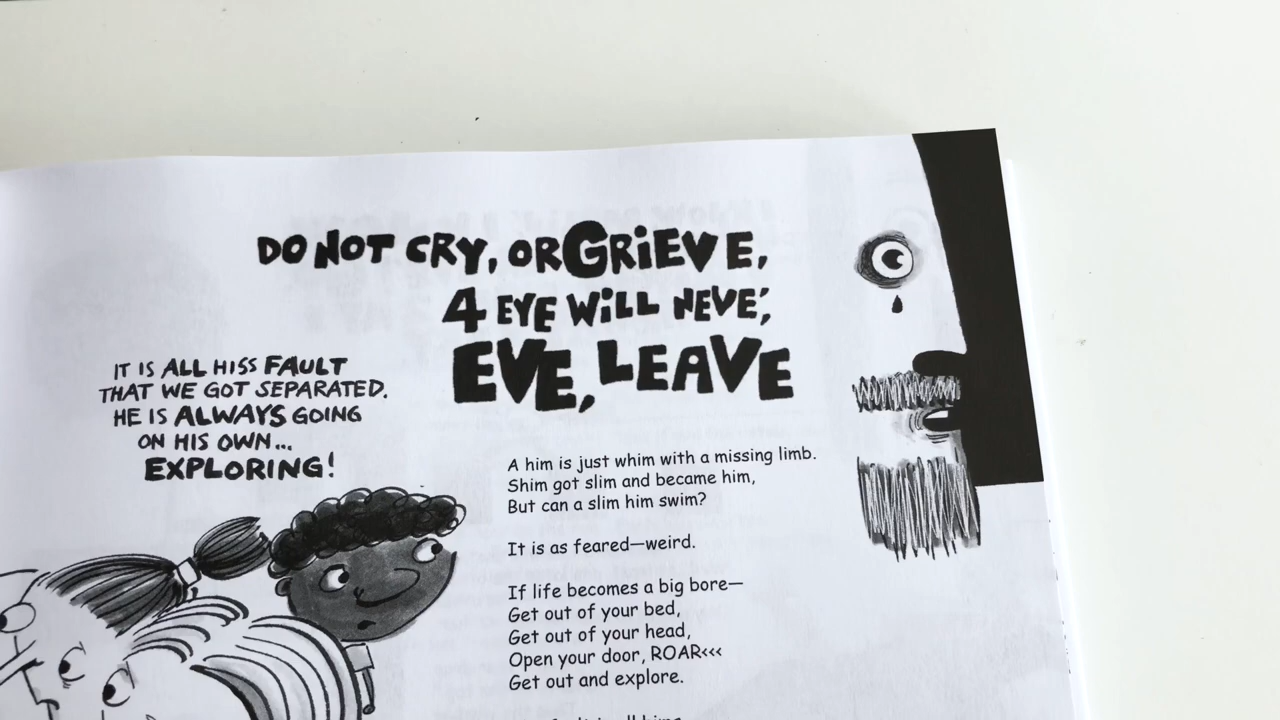 DO NOT CRY, OR GRiEVE,
4 EYE WiLL NEVE',
EVE, LEAVE
IT IS ALL HISS FAULT
THAT WE GOT SEPARATED.
HE IS ALWAYS GOING
ON HIS OWN...
EXPLORING!
A him is just whim with a missing limb.
Shim got slim and became him,
But can a slim him swim?
It is as feared—weird.
If life becomes a big bore—
Get out of your bed,
Get out of your head,
Open your door, ROAR<<<
Get out and explore.